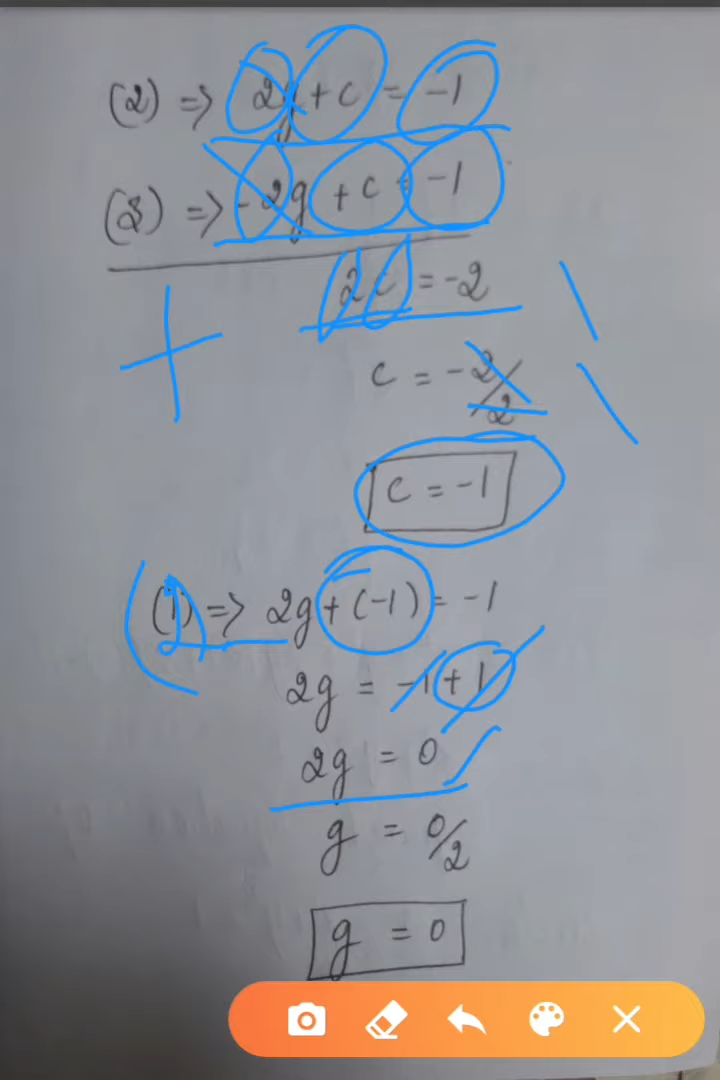 (2) => 2g + c = -1
(3) => -2g + c = -1
2c = -2
c = -2/2
c = -1
(1) => 2g + (-1) = -1
2g = -1 + 1
2g = 0
g = 0/2
g = 0